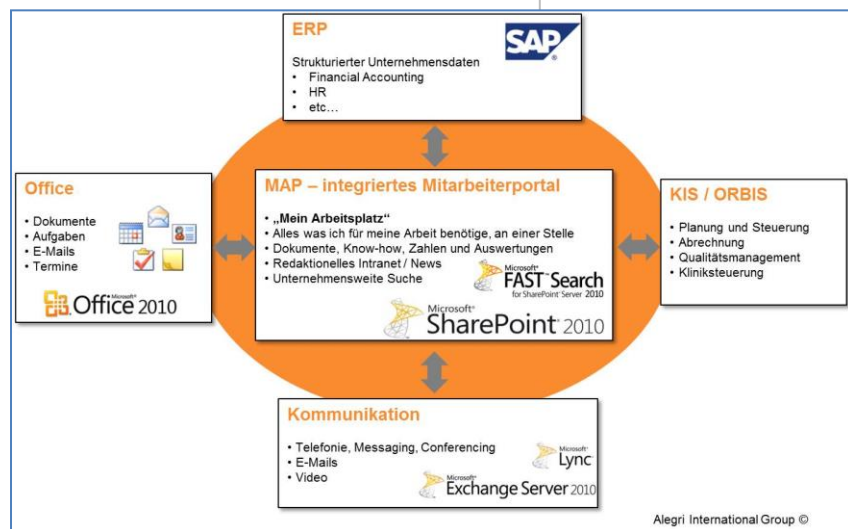 ERP
SAP
Strukturierter Unternehmensdaten
• Financial Accounting
• HR
• etc…
Office
• Dokumente
• Aufgaben
• E-Mails
• Termine
Microsoft®
Office 2010
MAP – integriertes Mitarbeiterportal
• „Mein Arbeitsplatz“
• Alles was ich für meine Arbeit benötige, an einer Stelle
• Dokumente, Know-how, Zahlen und Auswertungen
• Redaktionelles Intranet / News
• Unternehmensweite Suche
Microsoft®
FAST™ Search
for SharePoint® Server 2010
Microsoft®
SharePoint® 2010
KIS / ORBIS
• Planung und Steuerung
• Abrechnung
• Qualitätsmanagement
• Kliniksteuerung
Kommunikation
• Telefonie, Messaging, Conferencing
• E-Mails
• Video
Microsoft®
Lync™
Microsoft®
Exchange Server 2010
Alegri International Group ©